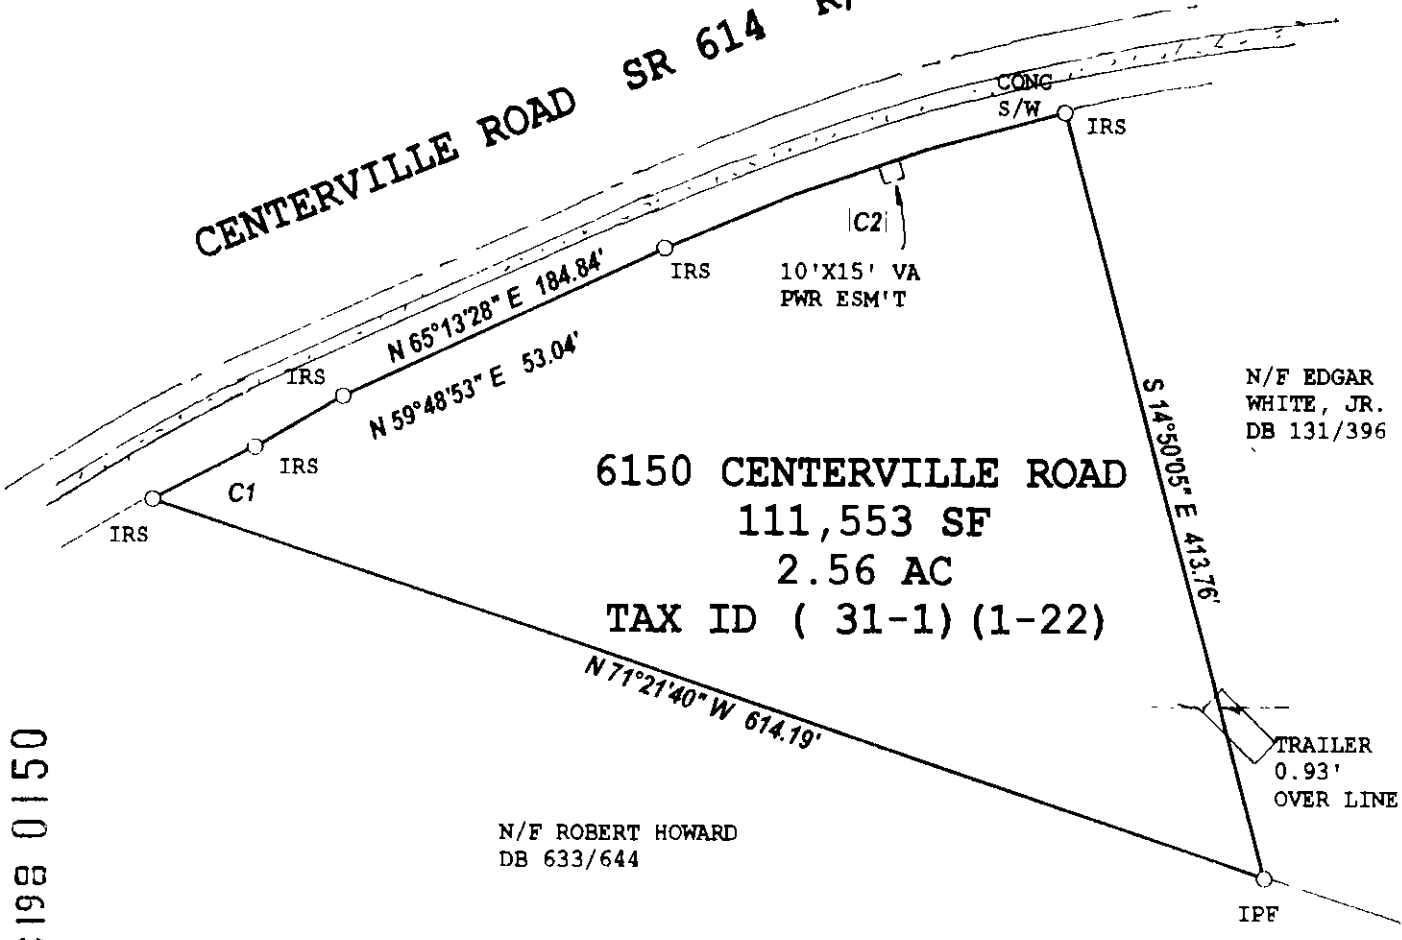 CENTERVILLE ROAD SR 614 R/
CONC
S/W
IRS
C2
10'X15' VA
PWR ESM'T
IRS
N 65°13'28" E 184.84'
N 59°48'53" E 53.04'
IRS
IRS
C1
IRS
N/F EDGAR
WHITE, JR.
DB 131/396
S 14°50'05" E 413.76'
6150 CENTERVILLE ROAD
111,553 SF
2.56 AC
TAX ID ( 31-1)(1-22)
N 71°21'40" W 614.19'
TRAILER
0.93'
OVER LINE
N/F ROBERT HOWARD
DB 633/644
IPF
198 0150